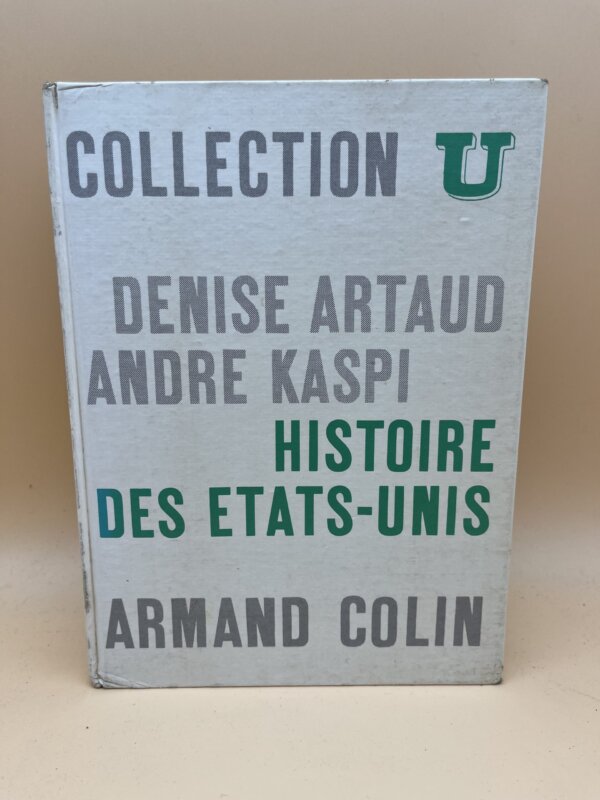 COLLECTION U
DENISE ARTAUD
ANDRE KASPI
HISTOIRE
DES ETATS-UNIS
ARMAND COLIN